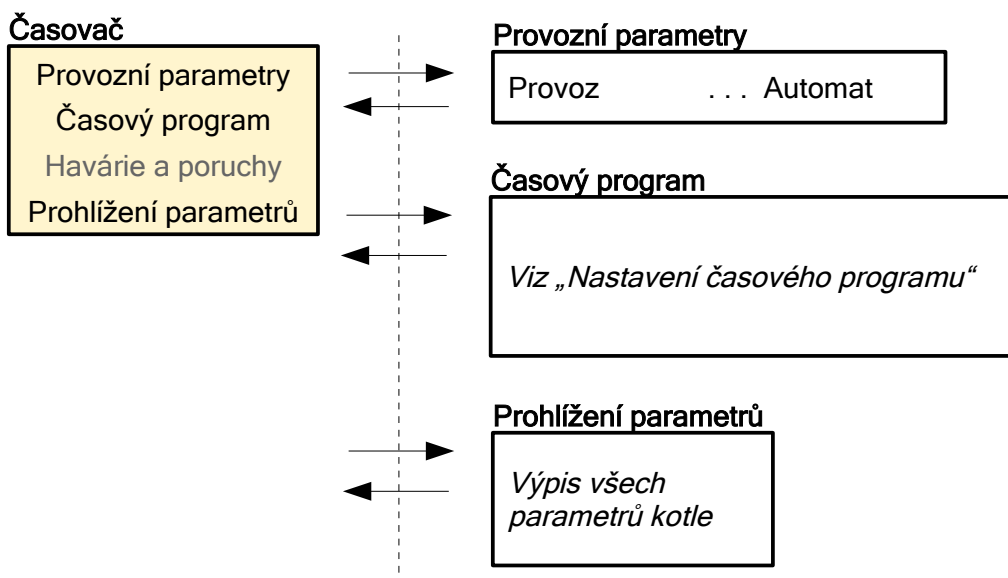 Časovač
Provozní parametry
Časový program
Havárie a poruchy
Prohlížení parametrů
Provozní parametry
Provoz . . . Automat
Časový program
Viz „Nastavení časového programu“
Prohlížení parametrů
Výpis všech
parametrů kotle